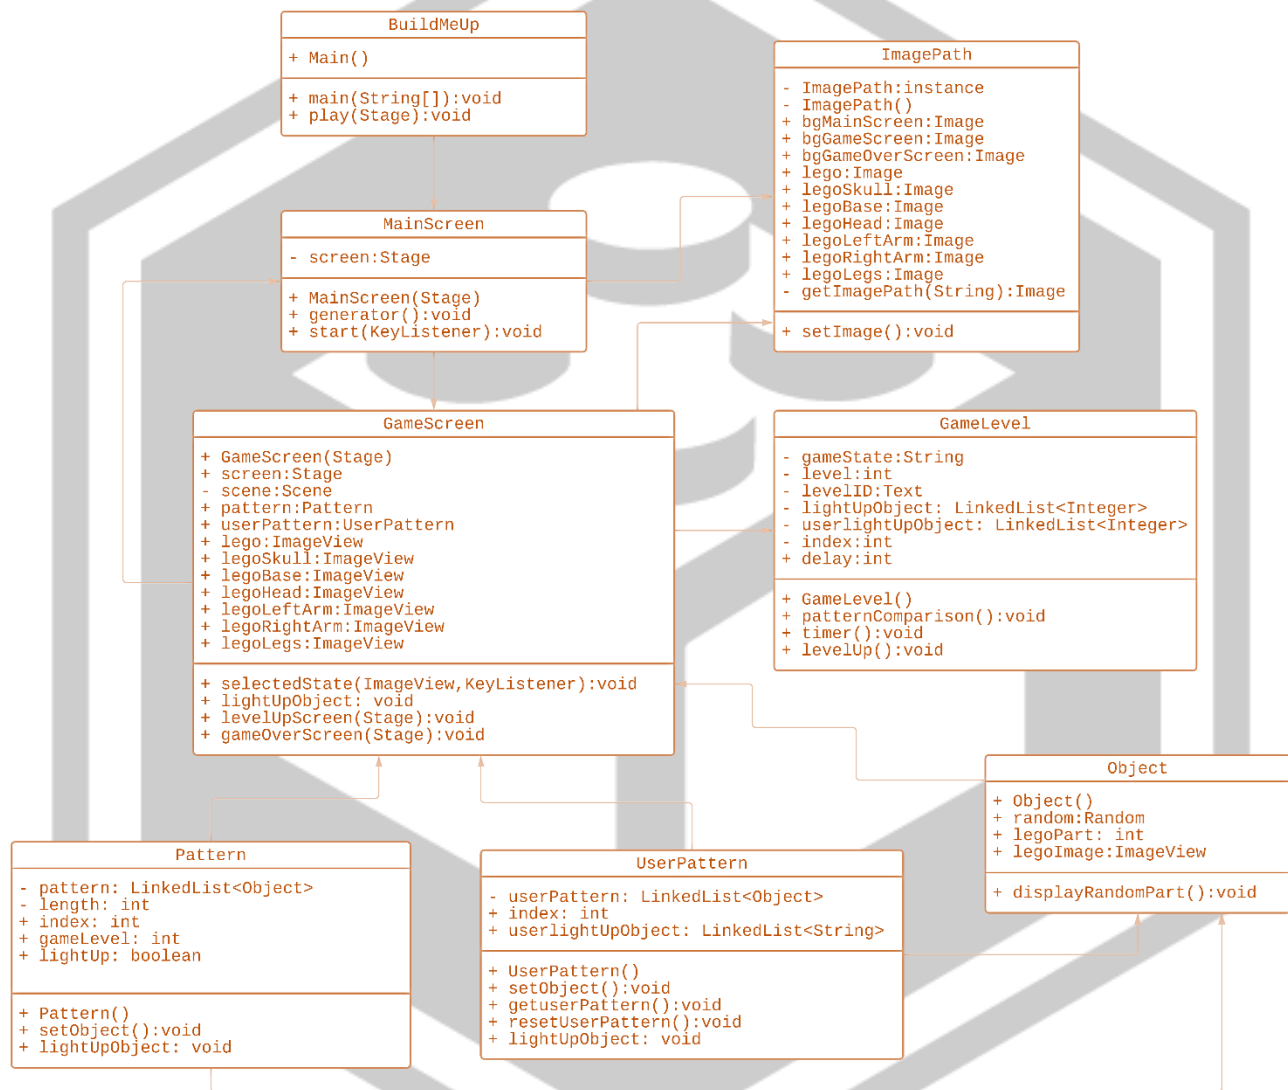 BuildMeUp
+ Main()
+ main(String[]):void
+ play(Stage):void
ImagePath
- ImagePath:instance
- ImagePath()
+ bgMainScreen:Image
+ bgGameScreen:Image
+ bgGameOverScreen:Image
+ lego:Image
+ legoSkull:Image
+ legoBase:Image
+ legoHead:Image
+ legoLeftArm:Image
+ legoRightArm:Image
+ legoLegs:Image
- getImagePath(String):Image
+ setImage():void
MainScreen
- screen:Stage
+ MainScreen(Stage)
+ generator():void
+ start(KeyListener):void
GameScreen
+ GameScreen(Stage)
+ screen:Stage
- scene:Scene
+ pattern:Pattern
+ userPattern:UserPattern
+ lego:ImageView
+ legoSkull:ImageView
+ legoBase:ImageView
+ legoHead:ImageView
+ legoLeftArm:ImageView
+ legoRightArm:ImageView
+ legoLegs:ImageView
+ selectedState(ImageView,KeyListener):void
+ lightUpObject: void
+ levelUpScreen(Stage):void
+ gameOverScreen(Stage):void
GameLevel
- gameState:String
- level:int
- levelID:Text
- lightUpObject: LinkedList<Integer>
- userlightUpObject: LinkedList<Integer>
- index:int
+ delay:int
+ GameLevel()
+ patternComparison():void
+ timer():void
+ levelUp():void
Object
+ Object()
+ random:Random
+ legoPart: int
+ legoImage:ImageView
+ displayRandomPart():void
Pattern
- pattern: LinkedList<Object>
- length: int
+ index: int
+ gameLevel: int
+ lightUp: boolean
+ Pattern()
+ setObject():void
+ lightUpObject: void
UserPattern
- userPattern: LinkedList<Object>
+ index: int
+ userlightUpObject: LinkedList<String>
+ UserPattern()
+ setObject():void
+ getuserPattern():void
+ resetUserPattern():void
+ lightUpObject: void